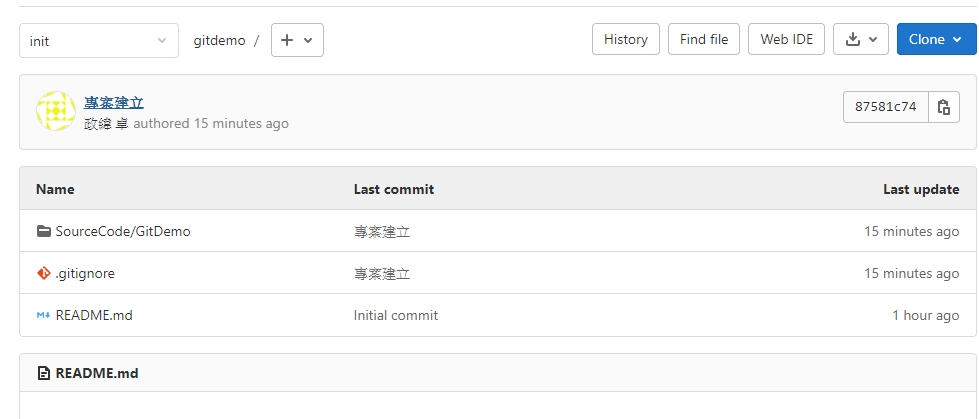 init gitdemo / + History Find file Web IDE Clone
專案建立
政緯 卓 authored 15 minutes ago 87581c74
Name Last commit Last update
SourceCode/GitDemo 專案建立 15 minutes ago
.gitignore 專案建立 15 minutes ago
README.md Initial commit 1 hour ago
README.md